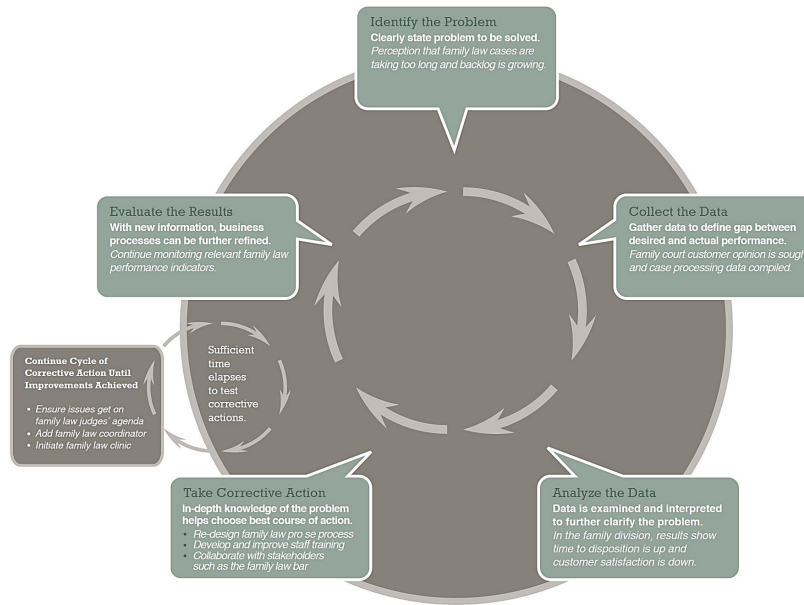 Identify the Problem
Clearly state problem to be solved.
Perception that family law cases are
taking too long and backlog is growing.
Collect the Data
Gather data to define gap between
desired and actual performance.
Family court customer opinion is
and case processing data compiled.
Analyze the Data
Data is examined and interpreted
to further clarify the problem.
In the family division, results show
time to disposition is up and
customer satisfaction is down.
Take Corrective Action
In-depth knowledge of the problem
helps choose best course of action.
• Re-design family law pro se process
• Develop and improve staff training
• Collaborate with stakeholders
such as the family law bar
Sufficient
time
elapses
to test
corrective
actions.
Continue Cycle of
Corrective Action Until
Improvements Achieved
• Ensure issues get on
family law judges' agenda
• Add family law coordinator
• Initiate family law clinic
Evaluate the Results
With new information, business
processes can be further refined.
Continue monitoring relevant family law
performance indicators.